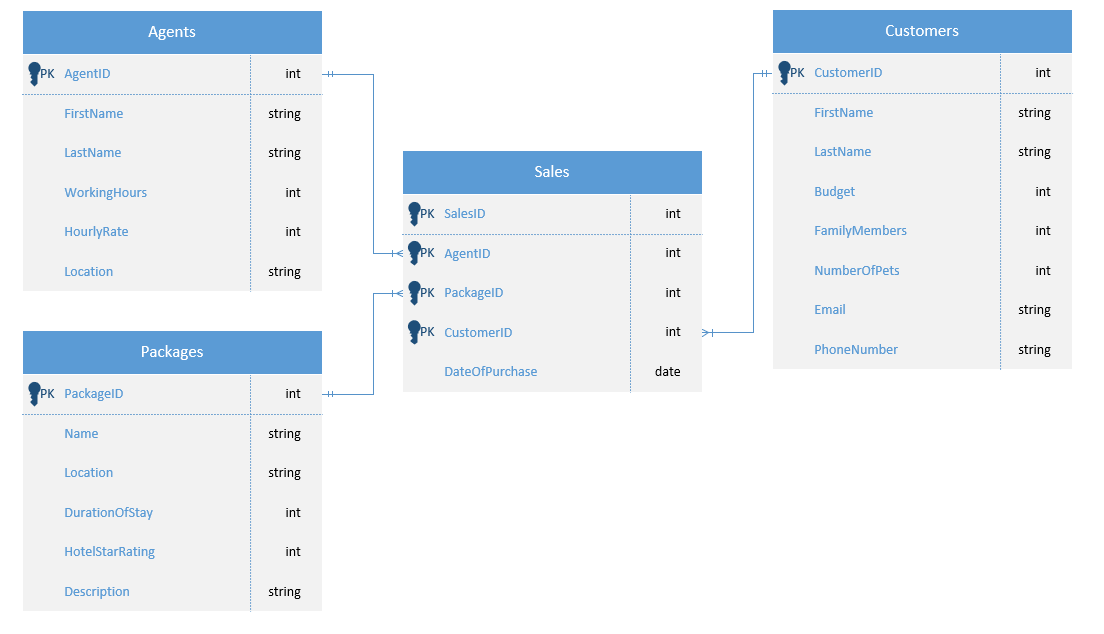 Agents
PK AgentID int
FirstName string
LastName string
WorkingHours int
HourlyRate int
Location string
Packages
PK PackageID int
Name string
Location string
DurationOfStay int
HotelStarRating int
Description string
Sales
PK SalesID int
PK AgentID int
PK PackageID int
PK CustomerID int
DateOfPurchase date
Customers
PK CustomerID int
FirstName string
LastName string
Budget int
FamilyMembers int
NumberOfPets int
Email string
PhoneNumber string